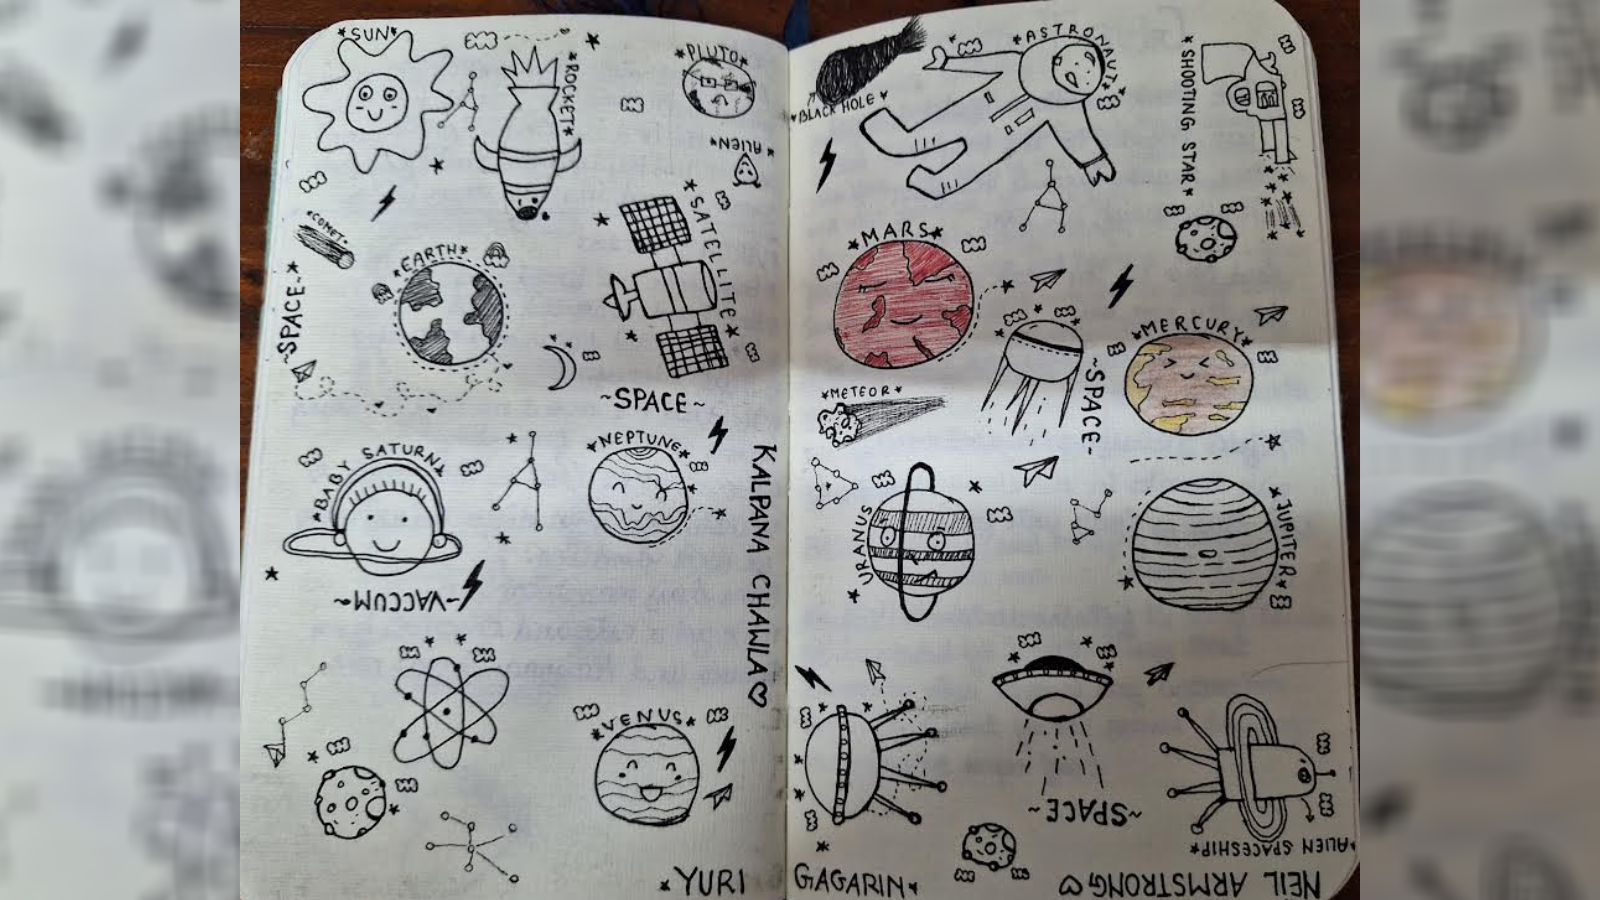 *SUN*
*ROCKET*
*PLUTO*
*ALIEN*
*COMET*
*EARTH*
*SATELLITE*
~SPACE~
~SPACE~
*BABY SATURN*
*NEPTUNE*
~VACCUM~
KALPANA CHAWLA♡
*VENUS*
*YURI
*BLACK HOLE*
*ASTRONAUT*
*SHOOTING STAR*
*MARS*
*MERCURY*
~SPACE~
*METEOR*
*URANUS
*JUPITER*
~SPACE~
*ALIEN SPACESHIP*
GAGARIN*
NEIL ARMSTRONG♡